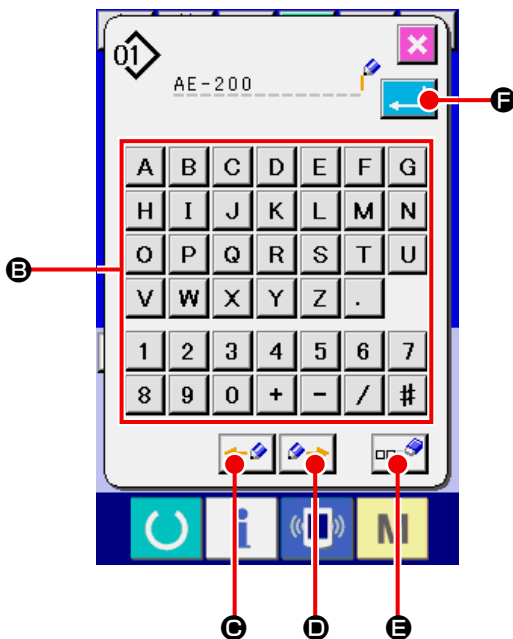 01
AE-200
F
A B C D E F G
H I J K L M N
O P Q R S T U
B
V W X Y Z .
1 2 3 4 5 6 7
8 9 0 + - / #
i M
C D E